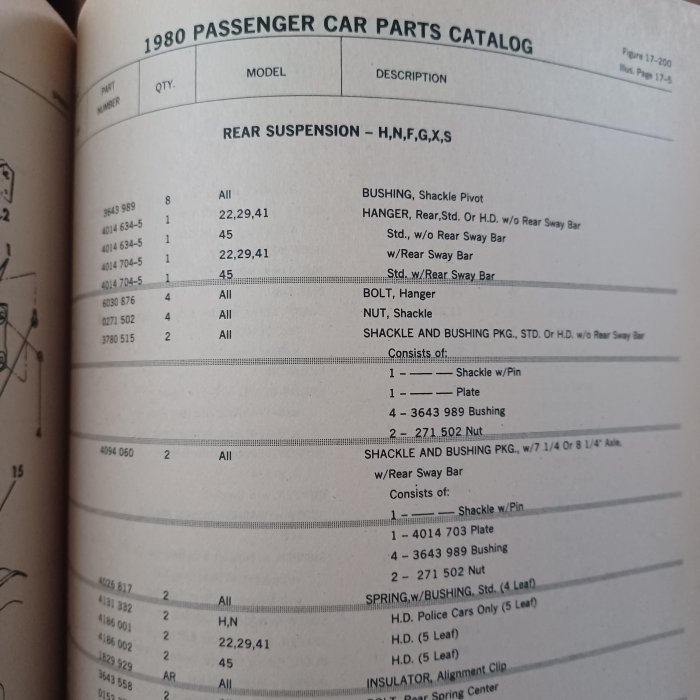 1980 PASSENGER CAR PARTS CATALOG
Figure 17-200
Illus. Page 17-5
PART NUMBER QTY. MODEL DESCRIPTION
REAR SUSPENSION – H,N,F,G,X,S
3643 989 8 All BUSHING, Shackle Pivot
4014 634-5 1 22,29,41 HANGER, Rear,Std. Or H.D. w/o Rear Sway Bar
4014 634-5 1 45 Std., w/o Rear Sway Bar
4014 704-5 1 22,29,41 w/Rear Sway Bar
4014 704-5 1 45 Std. w/Rear Sway Bar
6030 876 4 All BOLT, Hanger
0271 502 4 All NUT, Shackle
3780 515 2 All SHACKLE AND BUSHING PKG., STD. Or H.D. w/o Rear Sway Bar
Consists of:
1 – —— —— Shackle w/Pin
1 – —— —— Plate
4 – 3643 989 Bushing
2 – 271 502 Nut
4094 060 2 All SHACKLE AND BUSHING PKG., w/7 1/4 Or 8 1/4" Axle,
w/Rear Sway Bar
Consists of:
1 – —— —— Shackle w/Pin
1 – 4014 703 Plate
4 – 3643 989 Bushing
2 – 271 502 Nut
4026 817 2 All SPRING,w/BUSHING, Std. (4 Leaf)
4131 332 2 H,N H.D. Police Cars Only (5 Leaf)
4186 001 2 22,29,41 H.D. (5 Leaf)
4186 002 2 45 H.D. (5 Leaf)
1829 929 AR All INSULATOR, Alignment Clip
3643 558 2 BOLT, Rear Spring Center
0152
2
1
4
15